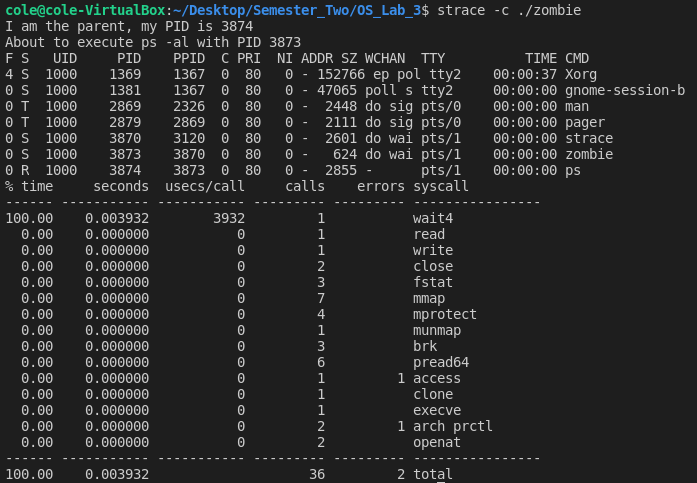 cole@cole-VirtualBox:~/Desktop/Semester_Two/OS_Lab_3$ strace -c ./zombie
I am the parent, my PID is 3874
About to execute ps -al with PID 3873
F S   UID     PID    PPID  C PRI  NI ADDR SZ WCHAN  TTY          TIME CMD
4 S  1000    1369    1367  0  80   0 - 152766 ep pol tty2    00:00:37 Xorg
0 S  1000    1381    1367  0  80   0 - 47065 poll s tty2     00:00:00 gnome-session-b
0 T  1000    2869    2326  0  80   0 -  2448 do sig pts/0    00:00:00 man
0 T  1000    2879    2869  0  80   0 -  2111 do sig pts/0    00:00:00 pager
0 S  1000    3870    3120  0  80   0 -  2601 do wai pts/1    00:00:00 strace
0 S  1000    3873    3870  0  80   0 -   624 do wai pts/1    00:00:00 zombie
0 R  1000    3874    3873  0  80   0 -  2855 -      pts/1    00:00:00 ps
% time     seconds  usecs/call     calls    errors syscall
------ ----------- ----------- --------- --------- ----------------
100.00    0.003932        3932         1           wait4
  0.00    0.000000           0         1           read
  0.00    0.000000           0         1           write
  0.00    0.000000           0         2           close
  0.00    0.000000           0         3           fstat
  0.00    0.000000           0         7           mmap
  0.00    0.000000           0         4           mprotect
  0.00    0.000000           0         1           munmap
  0.00    0.000000           0         3           brk
  0.00    0.000000           0         6           pread64
  0.00    0.000000           0         1         1 access
  0.00    0.000000           0         1           clone
  0.00    0.000000           0         1           execve
  0.00    0.000000           0         2         1 arch prctl
  0.00    0.000000           0         2           openat
------ ----------- ----------- --------- --------- ----------------
100.00    0.003932                    36         2 total